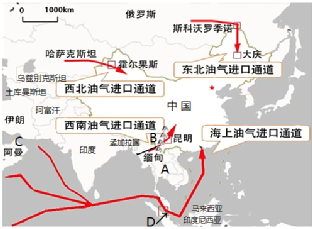 0 1000km
俄罗斯
斯科沃罗季诺
哈萨克斯坦
霍尔果斯
大庆
乌兹别克斯坦
东北油气进口通道
土库曼斯坦
西北油气进口通道
阿富汗
中国
西南油气进口通道
海上油气进口通道
伊朗
B
昆明
C
孟加拉国
阿曼
印度
缅甸
A
马来西亚
D
印度尼西亚